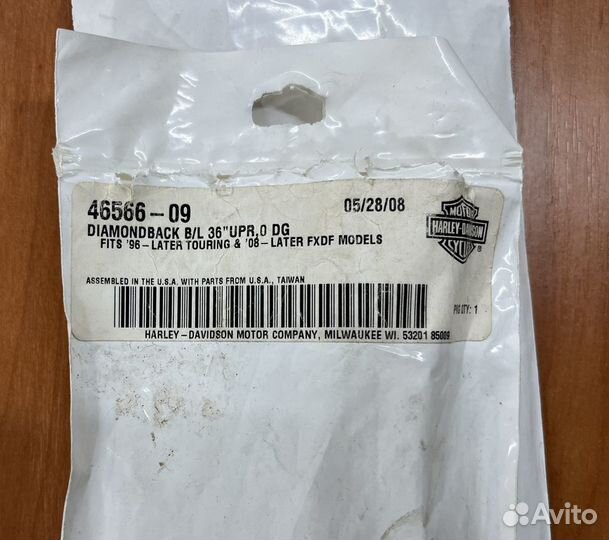 46566-09 05/28/08
DIAMONDBACK B/L 36"UPR,0 DG
FITS '96-LATER TOURING & '08-LATER FXDF MODELS
MOTOR
HARLEY-DAVIDSON
CYCLES
®
ASSEMBLED IN THE U.S.A. WITH PARTS FROM U.S.A., TAIWAN
PKG QTY: 1
HARLEY-DAVIDSON MOTOR COMPANY, MILWAUKEE WI. 53201 85009
Avito